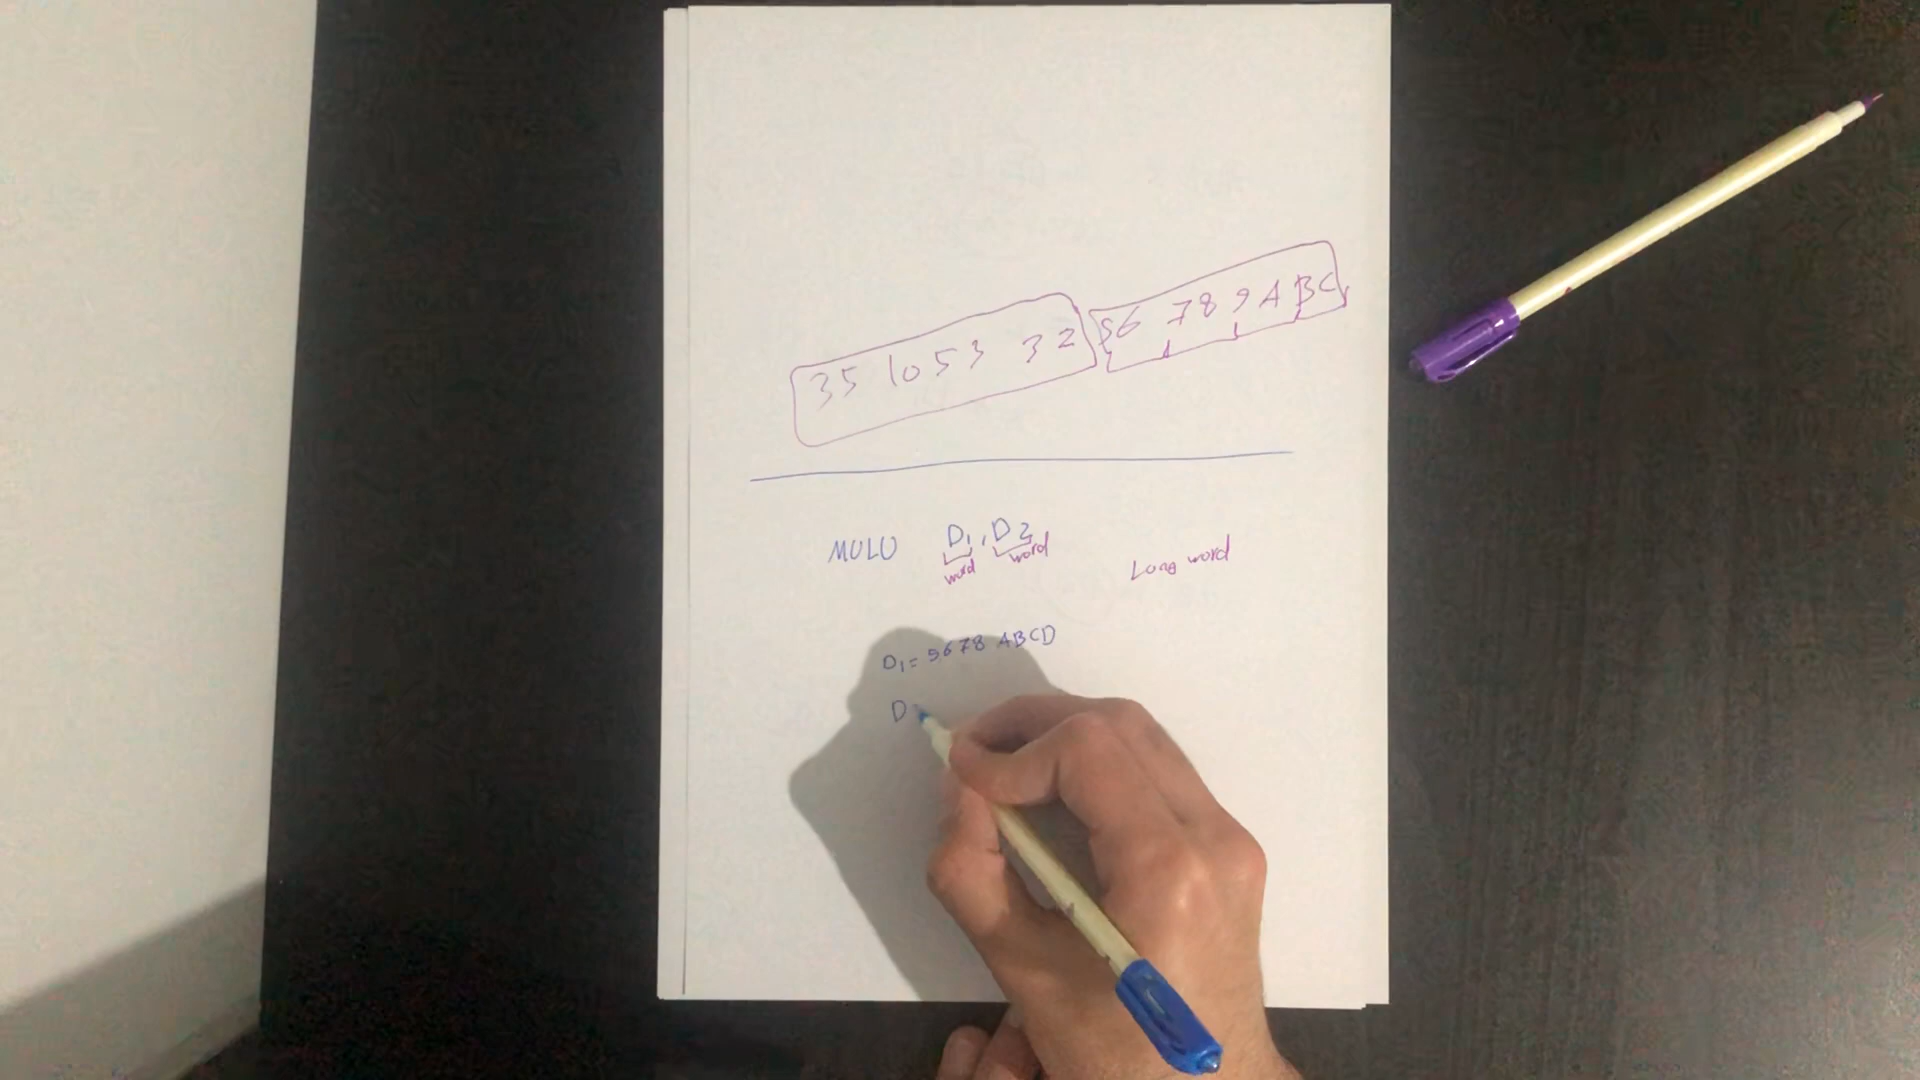 35 10 53 32 56 78 9A BC
MULU D1, D2
word word Long word
D1 = 5678 ABCD
D